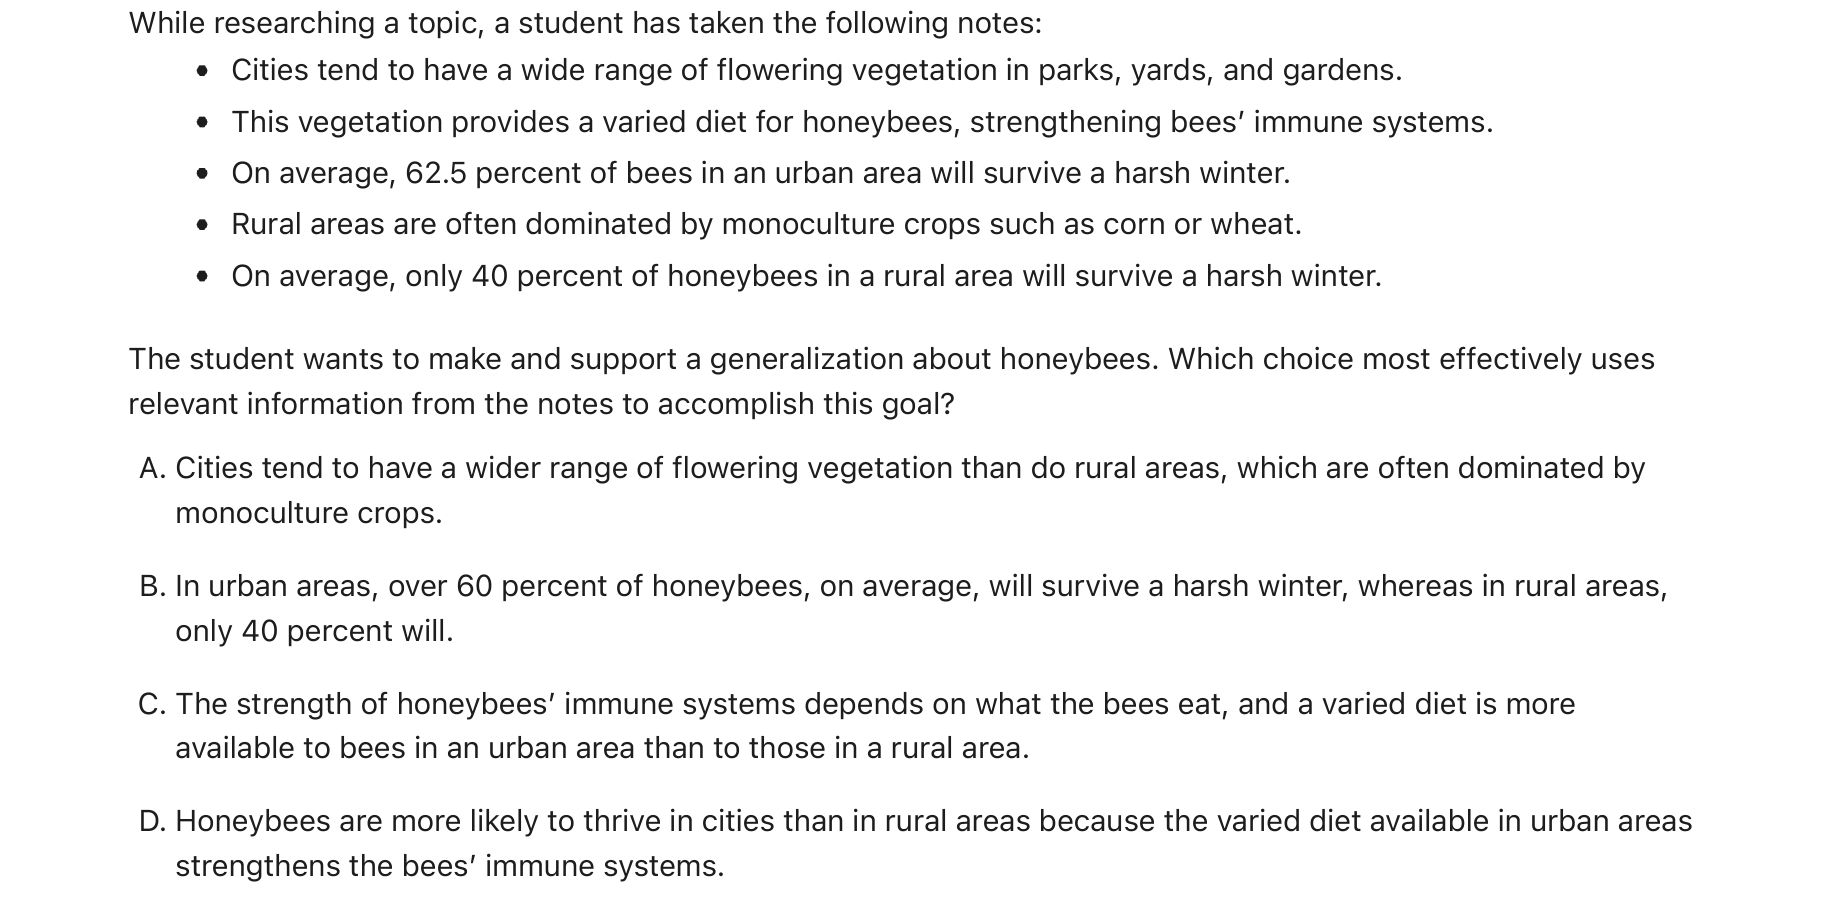 While researching a topic, a student has taken the following notes:
• Cities tend to have a wide range of flowering vegetation in parks, yards, and gardens.
• This vegetation provides a varied diet for honeybees, strengthening bees’ immune systems.
• On average, 62.5 percent of bees in an urban area will survive a harsh winter.
• Rural areas are often dominated by monoculture crops such as corn or wheat.
• On average, only 40 percent of honeybees in a rural area will survive a harsh winter.
The student wants to make and support a generalization about honeybees. Which choice most effectively uses
relevant information from the notes to accomplish this goal?
A. Cities tend to have a wider range of flowering vegetation than do rural areas, which are often dominated by
monoculture crops.
B. In urban areas, over 60 percent of honeybees, on average, will survive a harsh winter, whereas in rural areas,
only 40 percent will.
C. The strength of honeybees’ immune systems depends on what the bees eat, and a varied diet is more
available to bees in an urban area than to those in a rural area.
D. Honeybees are more likely to thrive in cities than in rural areas because the varied diet available in urban areas
strengthens the bees’ immune systems.